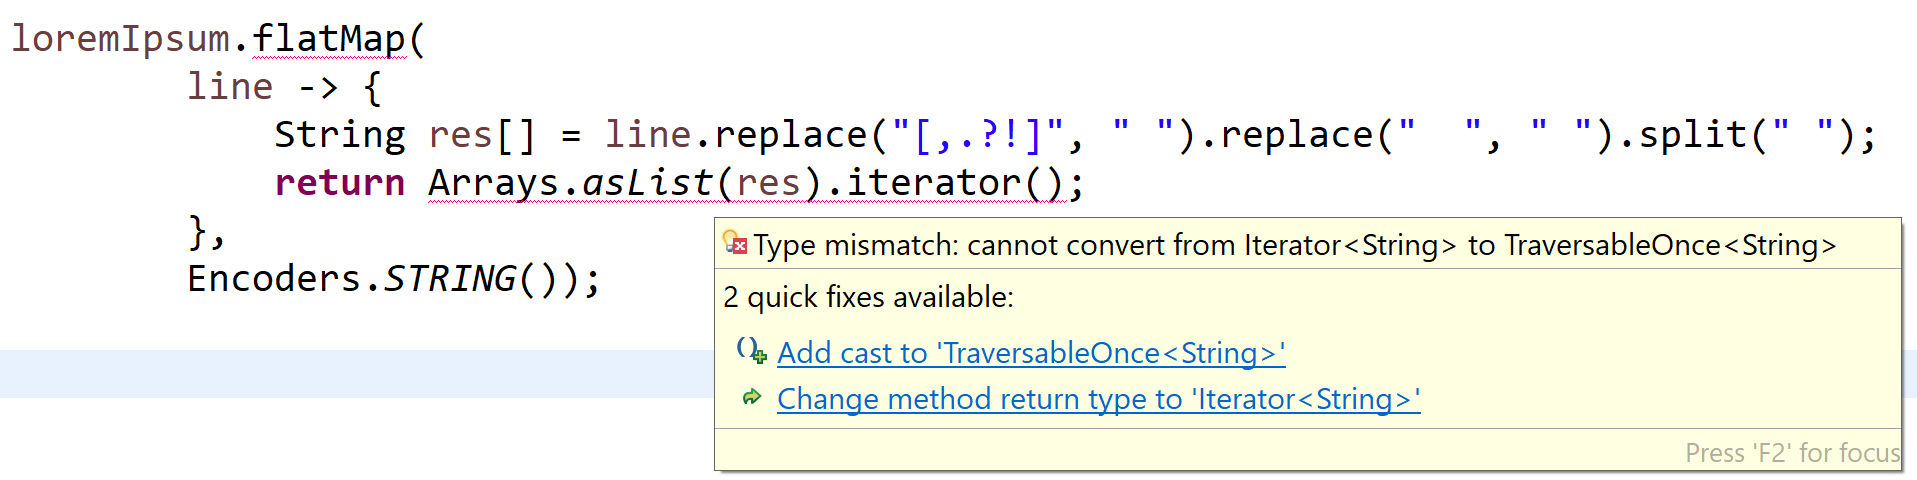 loremIpsum.flatMap(
line -> {
String res[] = line.replace("[,.?!]", " ").replace("  ", " ").split(" ");
return Arrays.asList(res).iterator();
},
Encoders.STRING());
Type mismatch: cannot convert from Iterator<String> to TraversableOnce<String>
2 quick fixes available:
Add cast to 'TraversableOnce<String>'
Change method return type to 'Iterator<String>'
Press 'F2' for focus